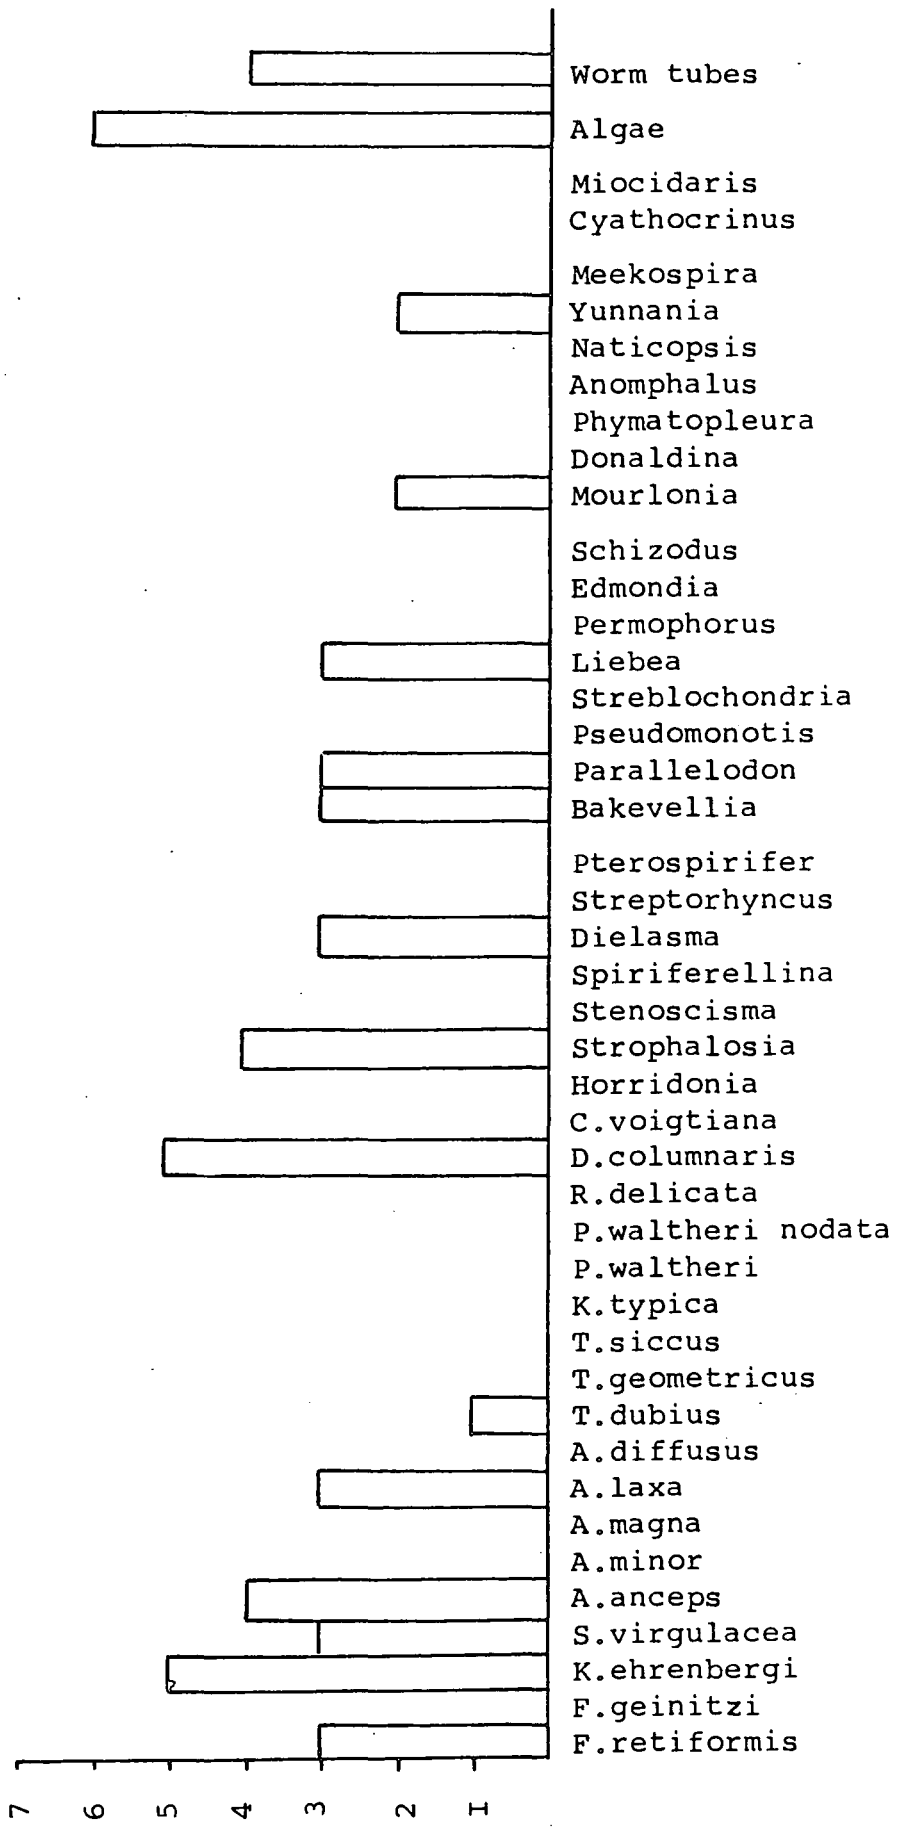 Worm tubes
Algae
Miocidaris
Cyathocrinus
Meekospira
Yunnania
Naticopsis
Anomphalus
Phymatopleura
Donaldina
Mourlonia
Schizodus
Edmondia
Permophorus
Liebea
Streblochondria
Pseudomonotis
Parallelodon
Bakevellia
Pterospirifer
Streptorhyncus
Dielasma
Spiriferellina
Stenoscisma
Strophalosia
Horridonia
C.voigtiana
D.columnaris
R.delicata
P.waltheri nodata
P.waltheri
K.typica
T.siccus
T.geometricus
T.dubius
A.diffusus
A.laxa
A.magna
A.minor
A.anceps
S.virgulacea
K.ehrenbergi
F.geinitzi
F.retiformis
7 6 5 4 3 2 I